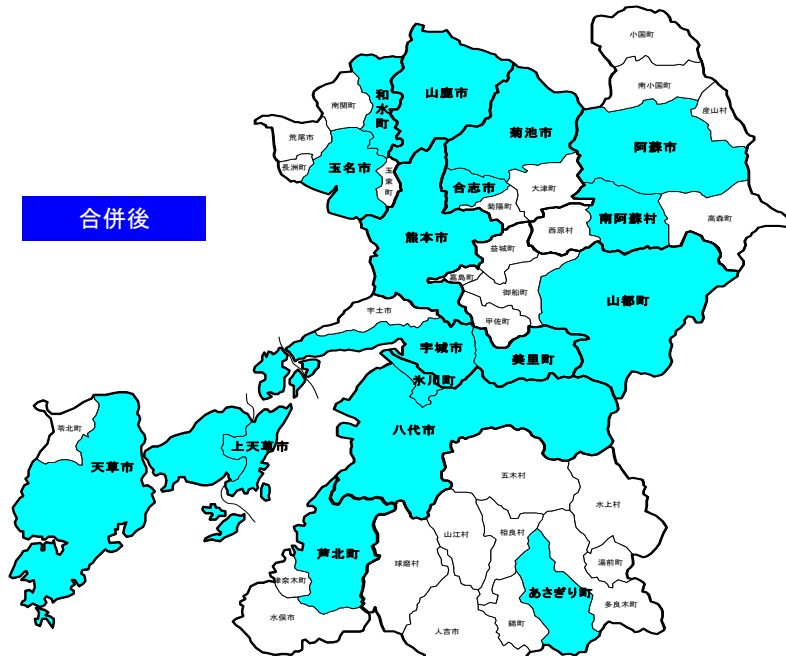 小国町
南小国町
産山村
和水町
山鹿市
南関町
菊池市
荒尾市
阿蘇市
長洲町
玉名市
玉東町
合志市
大津町
菊陽町
南阿蘇村
高森町
合併後
熊本市
西原村
益城町
嘉島町
御船町
山都町
宇土市
甲佐町
宇城市
美里町
氷川町
苓北町
八代市
上天草市
天草市
五木村
水上村
山江村
相良村
芦北町
球磨村
湯前町
津奈木町
あさぎり町
多良木町
水俣市
人吉市
錦町